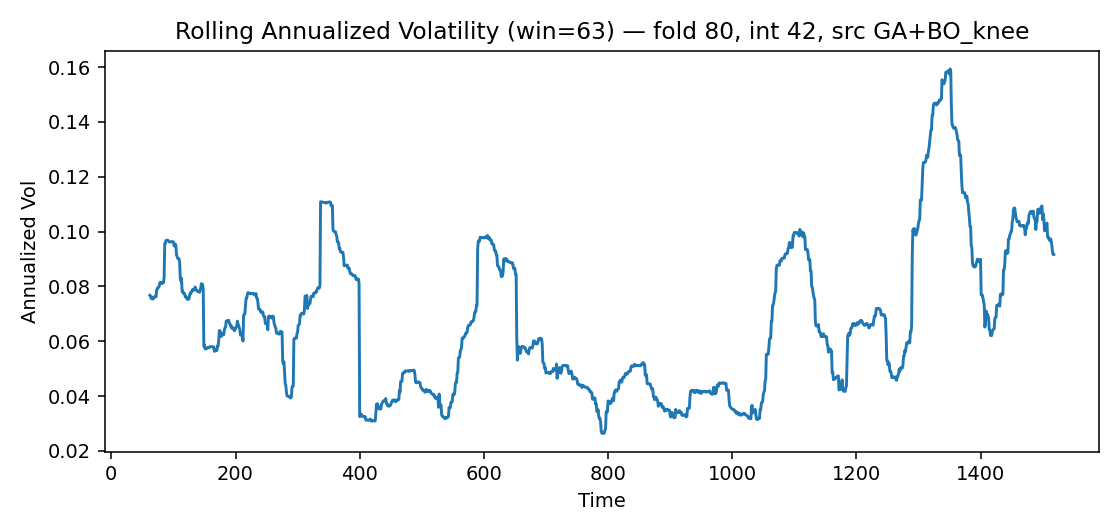 Rolling Annualized Volatility (win=63) — fold 80, int 42, src GA+BO_knee
Annualized Vol
0.16
0.14
0.12
0.10
0.08
0.06
0.04
0.02
0 200 400 600 800 1000 1200 1400
Time